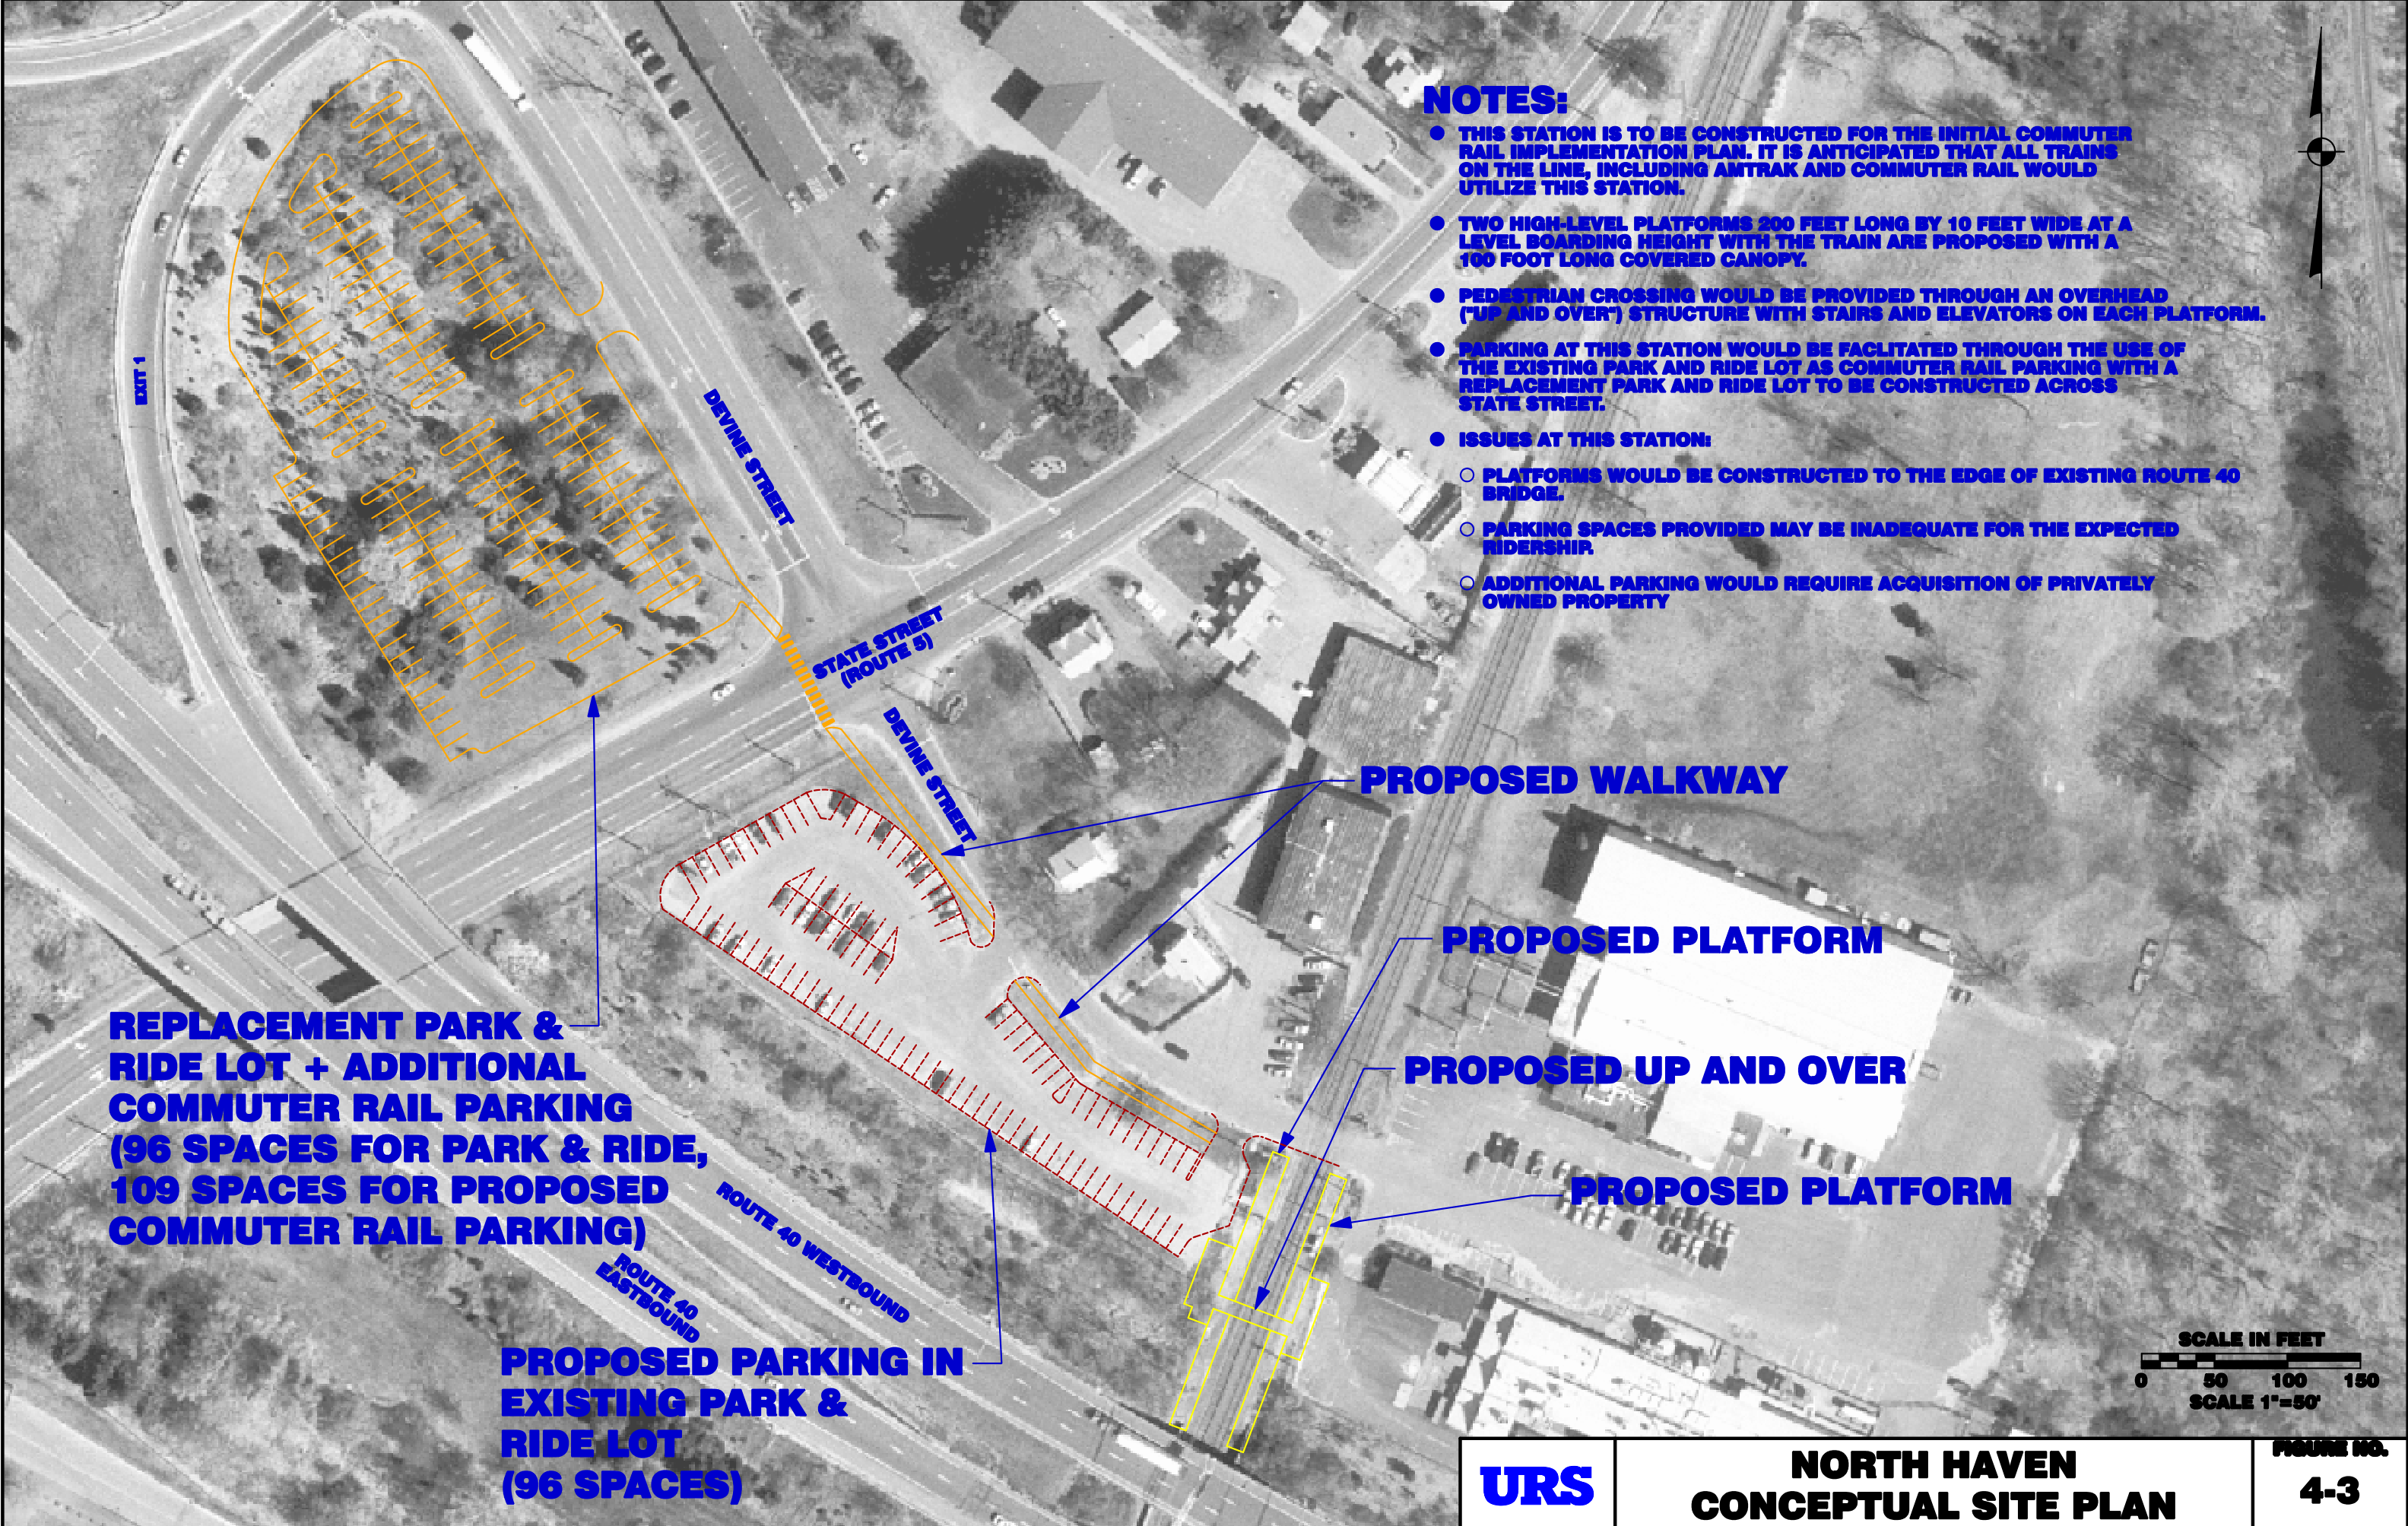 NOTES:
● THIS STATION IS TO BE CONSTRUCTED FOR THE INITIAL COMMUTER
RAIL IMPLEMENTATION PLAN. IT IS ANTICIPATED THAT ALL TRAINS
ON THE LINE, INCLUDING AMTRAK AND COMMUTER RAIL WOULD
UTILIZE THIS STATION.
● TWO HIGH-LEVEL PLATFORMS 200 FEET LONG BY 10 FEET WIDE AT A
LEVEL BOARDING HEIGHT WITH THE TRAIN ARE PROPOSED WITH A
100 FOOT LONG COVERED CANOPY.
● PEDESTRIAN CROSSING WOULD BE PROVIDED THROUGH AN OVERHEAD
("UP AND OVER") STRUCTURE WITH STAIRS AND ELEVATORS ON EACH PLATFORM.
● PARKING AT THIS STATION WOULD BE FACLITATED THROUGH THE USE OF
THE EXISTING PARK AND RIDE LOT AS COMMUTER RAIL PARKING WITH A
REPLACEMENT PARK AND RIDE LOT TO BE CONSTRUCTED ACROSS
STATE STREET.
● ISSUES AT THIS STATION:
○ PLATFORMS WOULD BE CONSTRUCTED TO THE EDGE OF EXISTING ROUTE 40
BRIDGE.
○ PARKING SPACES PROVIDED MAY BE INADEQUATE FOR THE EXPECTED
RIDERSHIP.
○ ADDITIONAL PARKING WOULD REQUIRE ACQUISITION OF PRIVATELY
OWNED PROPERTY
EXIT 1
DEVINE STREET
STATE STREET
(ROUTE 5)
DEVINE STREET
PROPOSED WALKWAY
PROPOSED PLATFORM
PROPOSED UP AND OVER
PROPOSED PLATFORM
REPLACEMENT PARK &
RIDE LOT + ADDITIONAL
COMMUTER RAIL PARKING
(96 SPACES FOR PARK & RIDE,
109 SPACES FOR PROPOSED
COMMUTER RAIL PARKING)
ROUTE 40 WESTBOUND
ROUTE 40
EASTBOUND
PROPOSED PARKING IN
EXISTING PARK &
RIDE LOT
(96 SPACES)
SCALE IN FEET
0 50 100 150
SCALE 1"=50'
URS
NORTH HAVEN
CONCEPTUAL SITE PLAN
FIGURE NO.
4-3